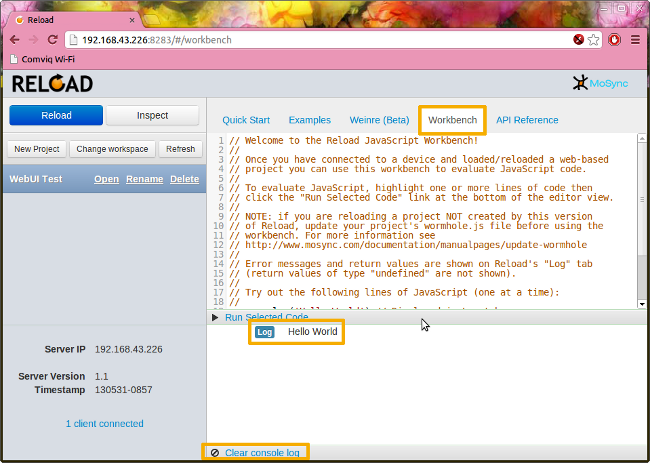 Reload
192.168.43.226:8283/#/workbench
Comviq Wi-Fi
RELOAD
MoSync
Reload
Inspect
New Project
Change workspace
Refresh
WebUI Test
Open
Rename
Delete
Server IP 192.168.43.226
Server Version 1.1
Timestamp 130531-0857
1 client connected
Quick Start
Examples
Weinre (Beta)
Workbench
API Reference
1 // Welcome to the Reload JavaScript Workbench!
2 //
3 // Once you have connected to a device and loaded/reloaded a web-based
4 // project you can use this workbench to evaluate JavaScript code.
5 //
6 // To evaluate JavaScript, highlight one or more lines of code then
7 // click the "Run Selected Code" link at the bottom of the editor view.
8 //
9 // NOTE: if you are reloading a project NOT created by this version
10 // of Reload, update your project's wormhole.js file before using the
11 // workbench. For more information see
12 // http://www.mosync.com/documentation/manualpages/update-wormhole
13 //
14 // Error messages and return values are shown on Reload's "Log" tab
15 // (return values of type "undefined" are not shown).
16 //
17 // Try out the following lines of JavaScript (one at a time):
18 //
Run Selected Code
Log Hello World
Clear console log